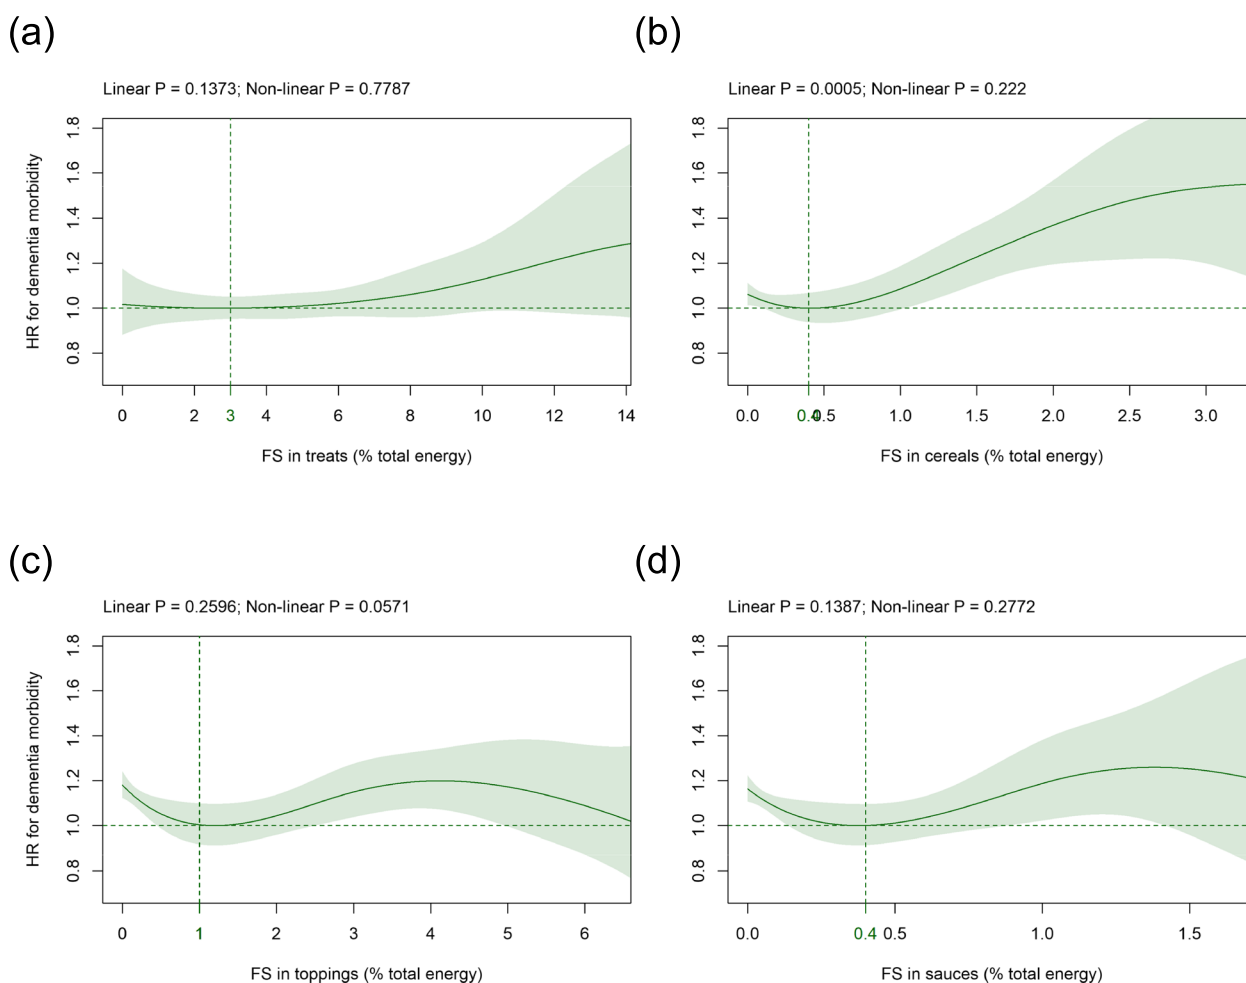 (a)
Linear P = 0.1373; Non-linear P = 0.7787
HR for dementia morbidity
1.8
1.6
1.4
1.2
1.0
0.8
0 2 3 4 6 8 10 12 14
FS in treats (% total energy)
(b)
Linear P = 0.0005; Non-linear P = 0.222
1.8
1.6
1.4
1.2
1.0
0.8
0.0 0.4 0.5 1.0 1.5 2.0 2.5 3.0
FS in cereals (% total energy)
(c)
Linear P = 0.2596; Non-linear P = 0.0571
HR for dementia morbidity
1.8
1.6
1.4
1.2
1.0
0.8
0 1 2 3 4 5 6
FS in toppings (% total energy)
(d)
Linear P = 0.1387; Non-linear P = 0.2772
1.8
1.6
1.4
1.2
1.0
0.8
0.0 0.4 0.5 1.0 1.5
FS in sauces (% total energy)